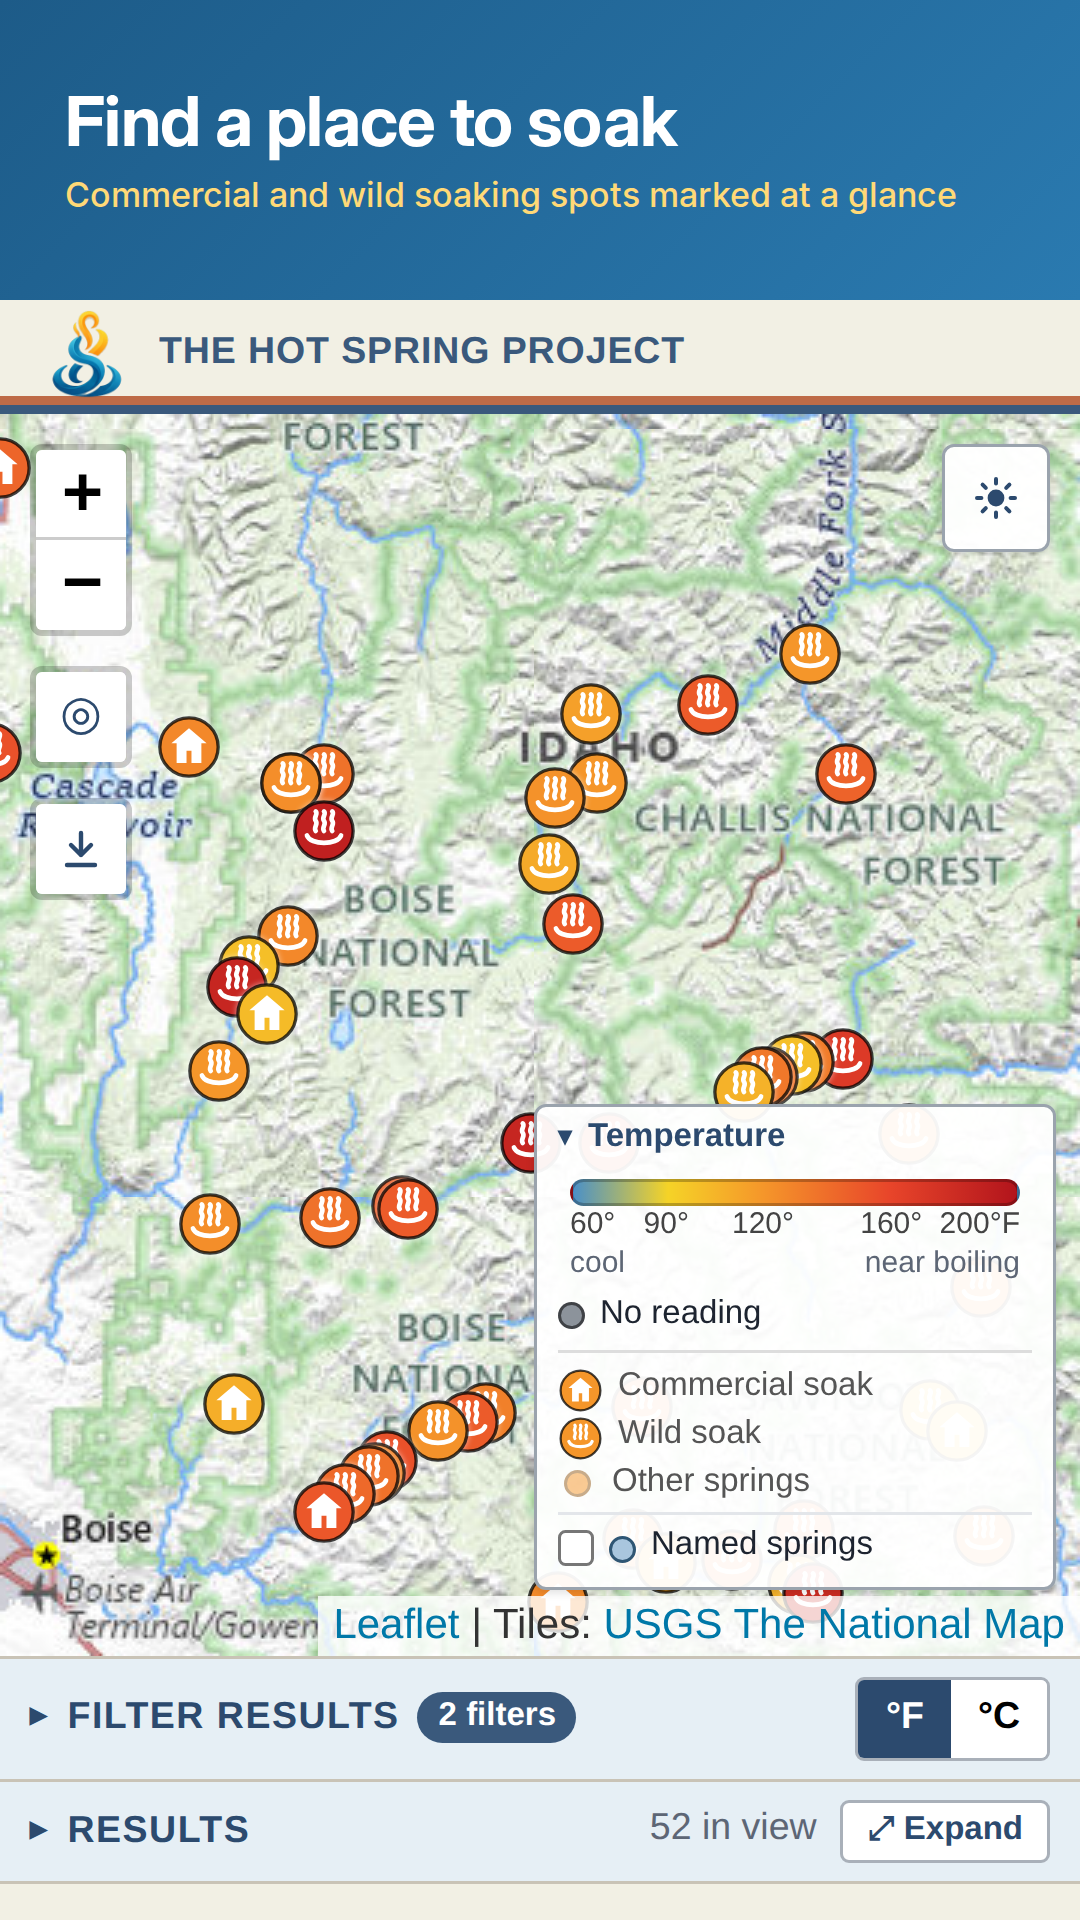 Find a place to soak
Commercial and wild soaking spots marked at a glance
THE HOT SPRING PROJECT
FOREST
Middle Fork S
+
−
IDAHO
Cascade
CHALLIS NATIONAL
FOREST
BOISE
NATIONAL
FOREST
▼ Temperature
60° 90° 120° 160° 200°F
cool near boiling
No reading
BOISE
NATIONA
Commercial soak
Wild soak
Other springs
Named springs
Boise
Boise Air
Terminal/Gowen
Leaflet | Tiles: USGS The National Map
► FILTER RESULTS 2 filters °F °C
► RESULTS 52 in view Expand